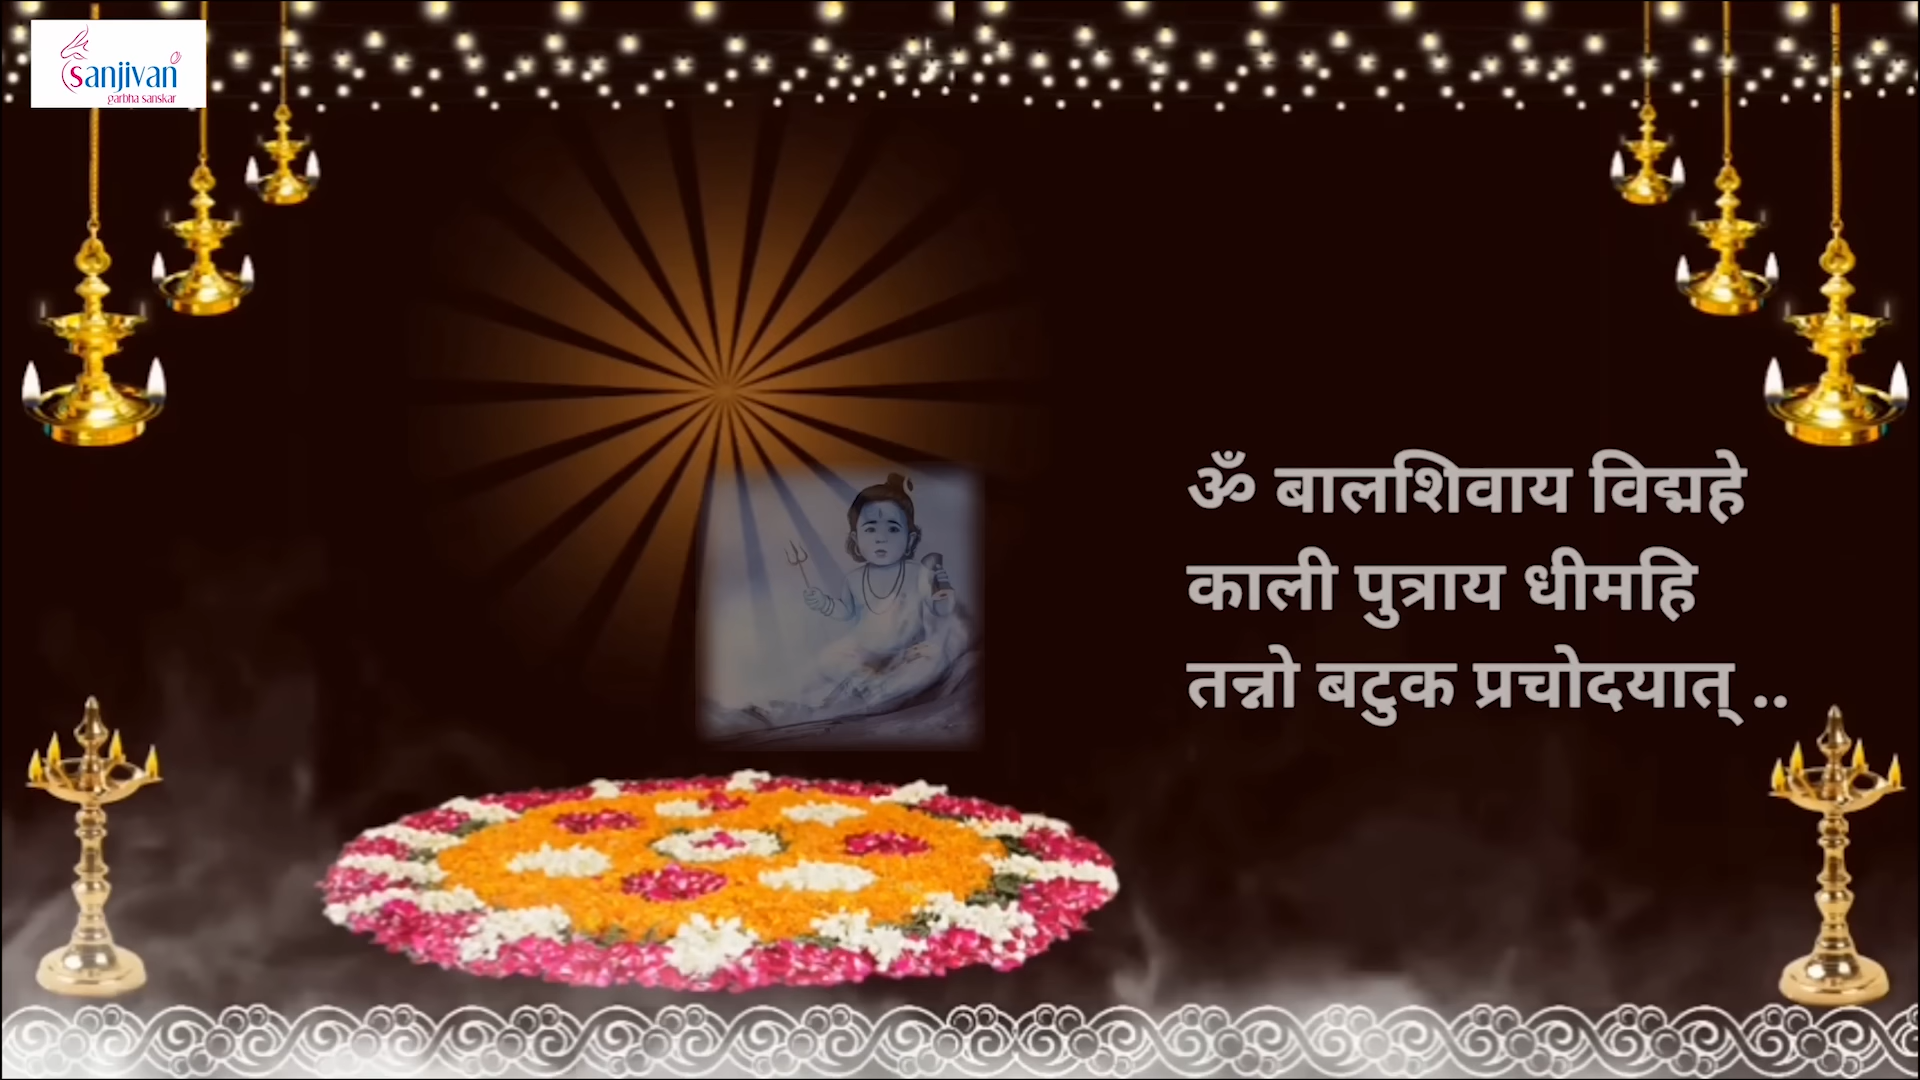 sanjivan
garbha sanskar
ॐ बालशिवाय विद्महे
काली पुत्राय धीमहि
तन्नो बटुक प्रचोदयात् ..